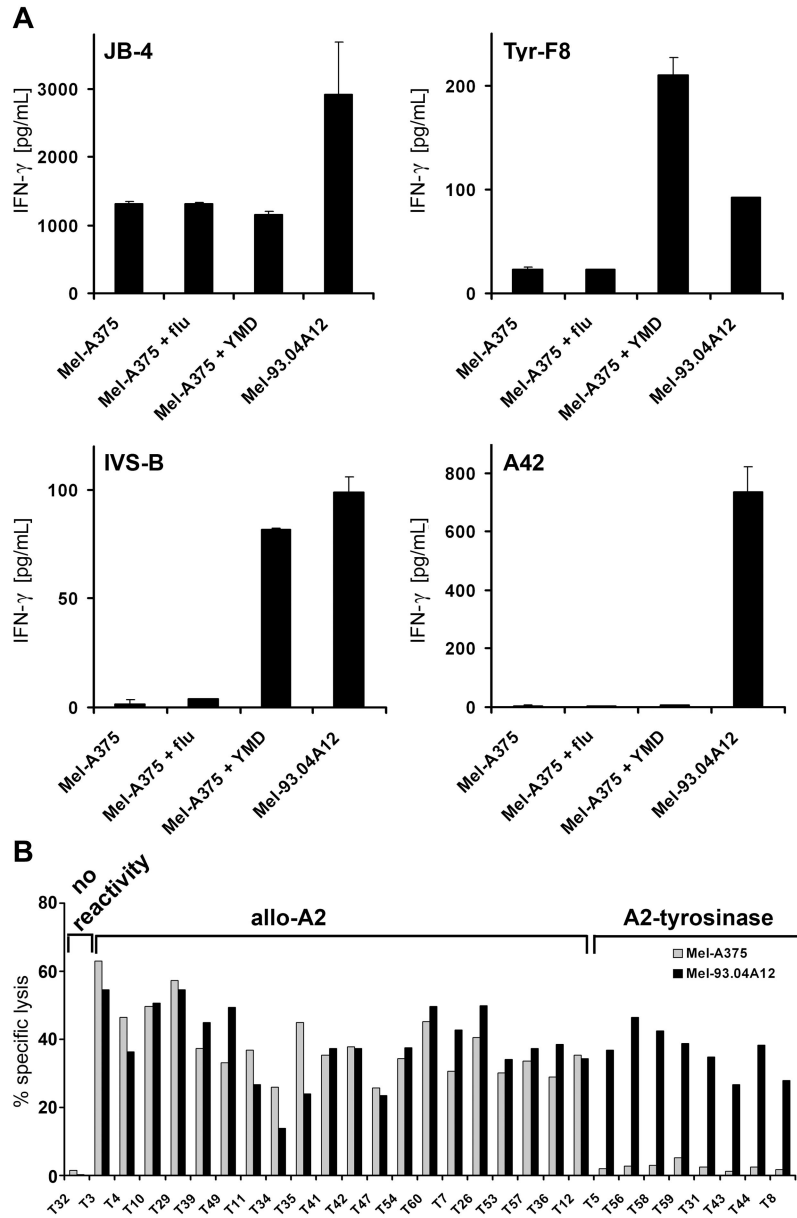 A
JB-4
IFN-γ [pg/mL]
3000
2000
1000
0
Mel-A375
Mel-A375 + flu
Mel-A375 + YMD
Mel-93.04A12
Tyr-F8
IFN-γ [pg/mL]
200
100
0
Mel-A375
Mel-A375 + flu
Mel-A375 + YMD
Mel-93.04A12
IVS-B
IFN-γ [pg/mL]
100
50
0
Mel-A375
Mel-A375 + flu
Mel-A375 + YMD
Mel-93.04A12
A42
IFN-γ [pg/mL]
800
600
400
200
0
Mel-A375
Mel-A375 + flu
Mel-A375 + YMD
Mel-93.04A12
B
no
reactivity
allo-A2
A2-tyrosinase
Mel-A375
Mel-93.04A12
% specific lysis
80
60
40
20
0
T32
T3
T4
T10
T29
T39
T49
T11
T34
T35
T41
T42
T47
T54
T60
T7
T26
T53
T57
T36
T12
T5
T56
T58
T59
T31
T43
T44
T8